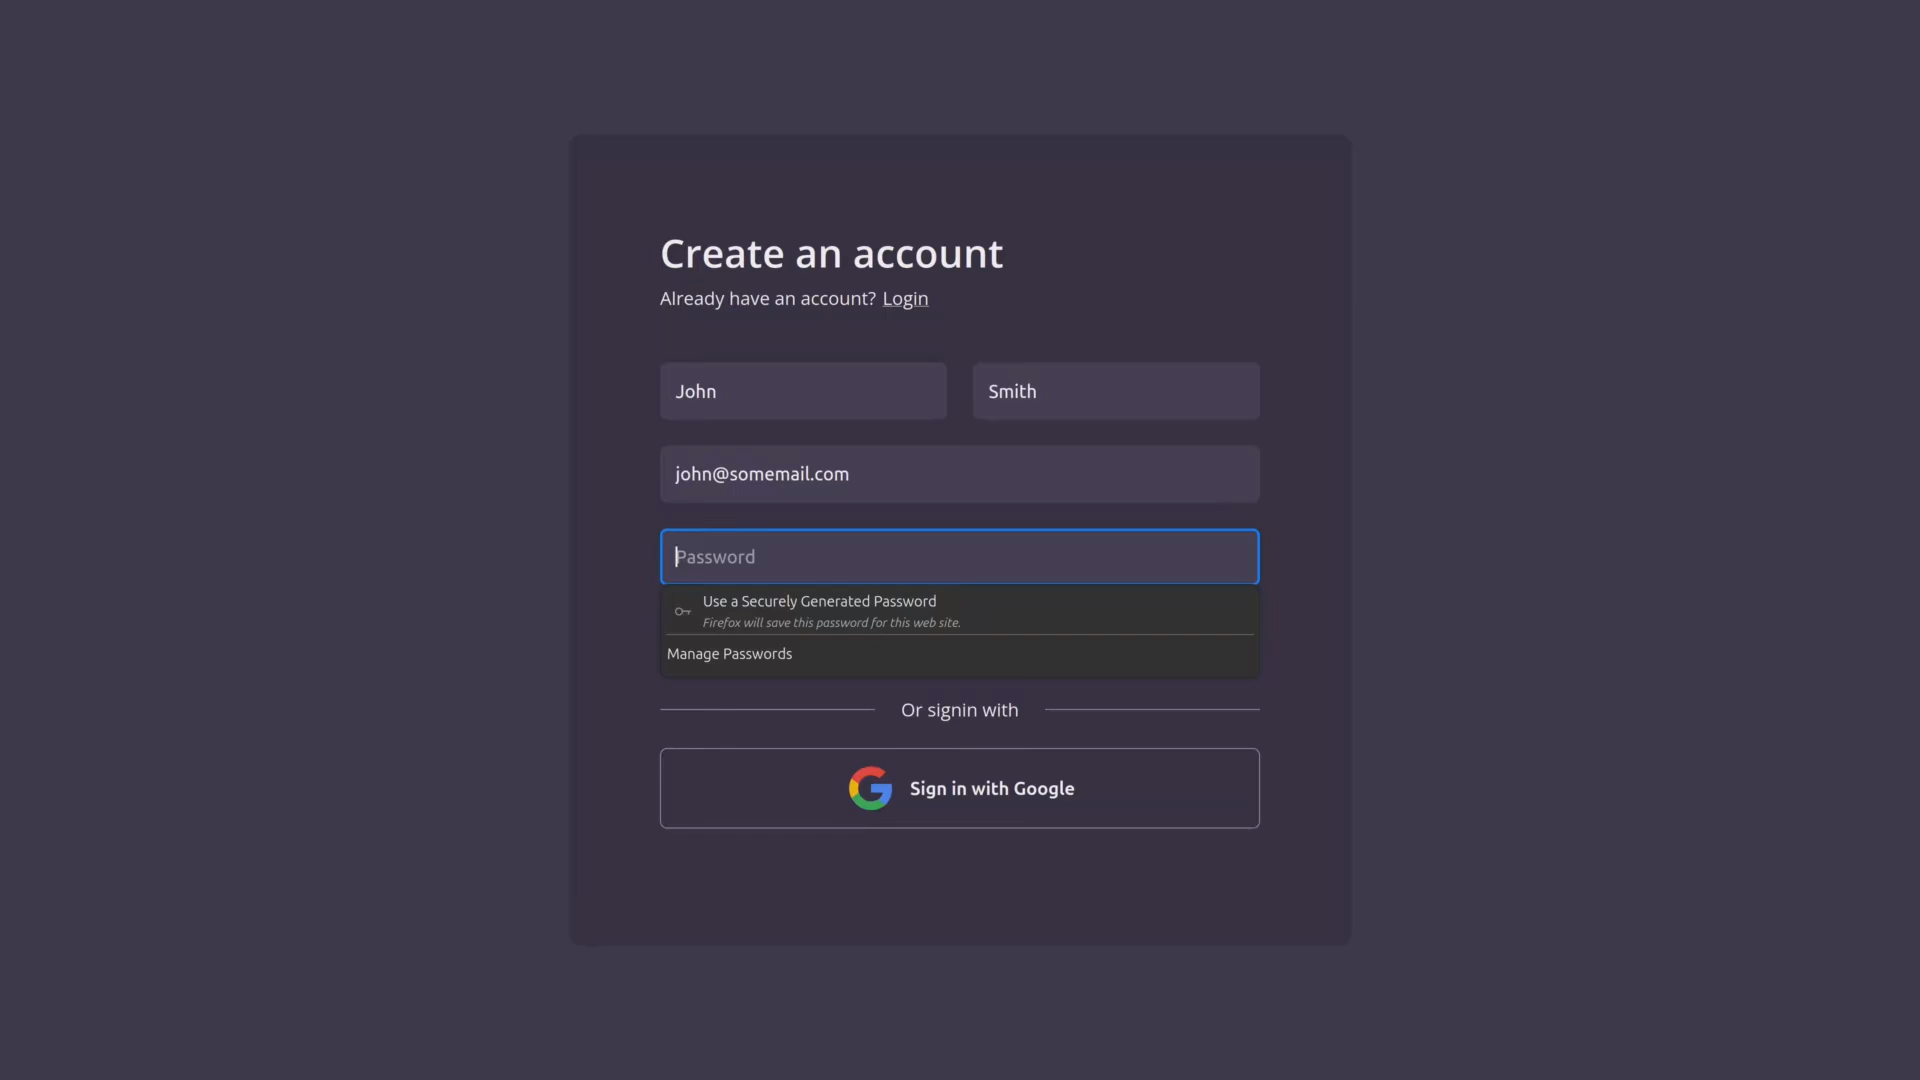 Create an account
Already have an account? Login
John Smith
john@somemail.com
Password
Use a Securely Generated Password
Firefox will save this password for this web site.
Manage Passwords
Or signin with
Sign in with Google